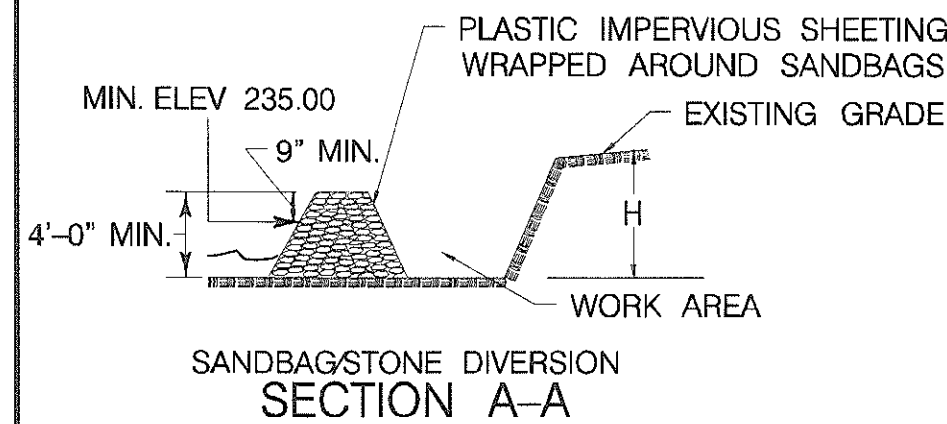 PLASTIC IMPERVIOUS SHEETING
WRAPPED AROUND SANDBAGS
MIN. ELEV 235.00
EXISTING GRADE
9" MIN.
4'-0" MIN.
H
WORK AREA
SANDBAG/STONE DIVERSION
SECTION A-A